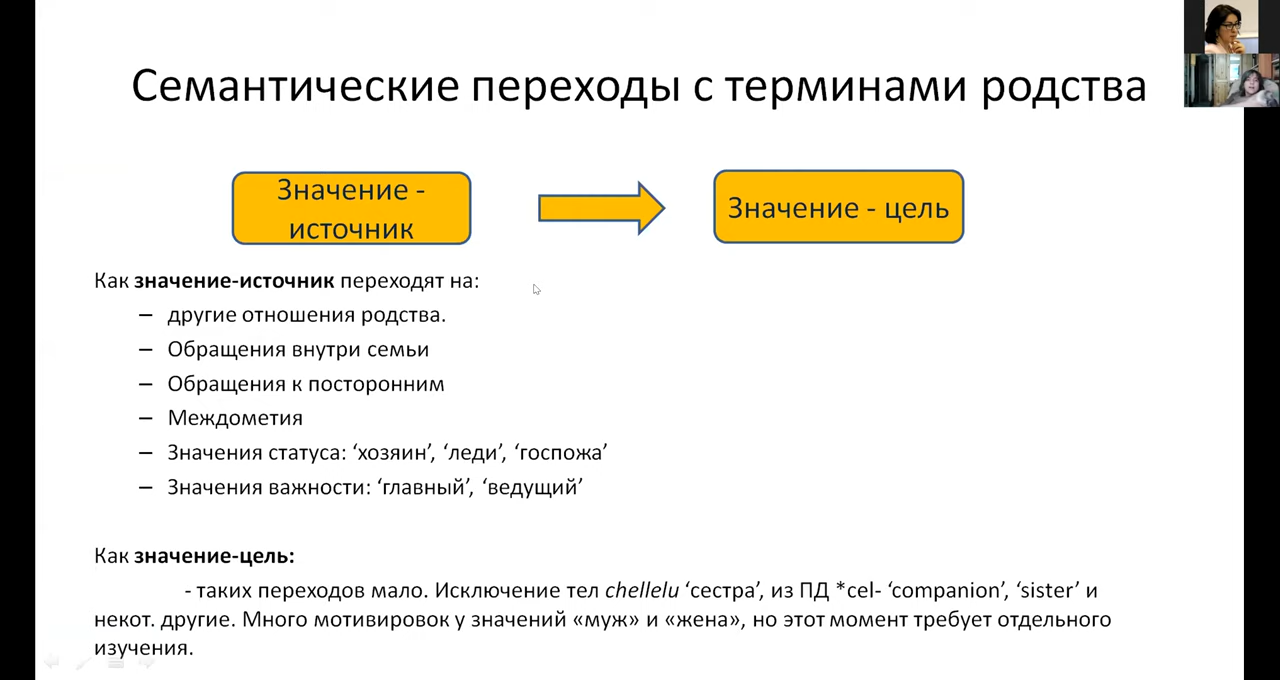 Семантические переходы с терминами родства
Значение -
источник
Значение - цель
Как значение-источник переходят на:
– другие отношения родства.
– Обращения внутри семьи
– Обращения к посторонним
– Междометия
– Значения статуса: ‘хозяин’, ‘леди’, ‘госпожа’
– Значения важности: ‘главный’, ‘ведущий’
Как значение-цель:
- таких переходов мало. Исключение тел chellelu ‘сестра’, из ПД *cel- ‘companion’, ‘sister’ и
некот. другие. Много мотивировок у значений «муж» и «жена», но этот момент требует отдельного
изучения.